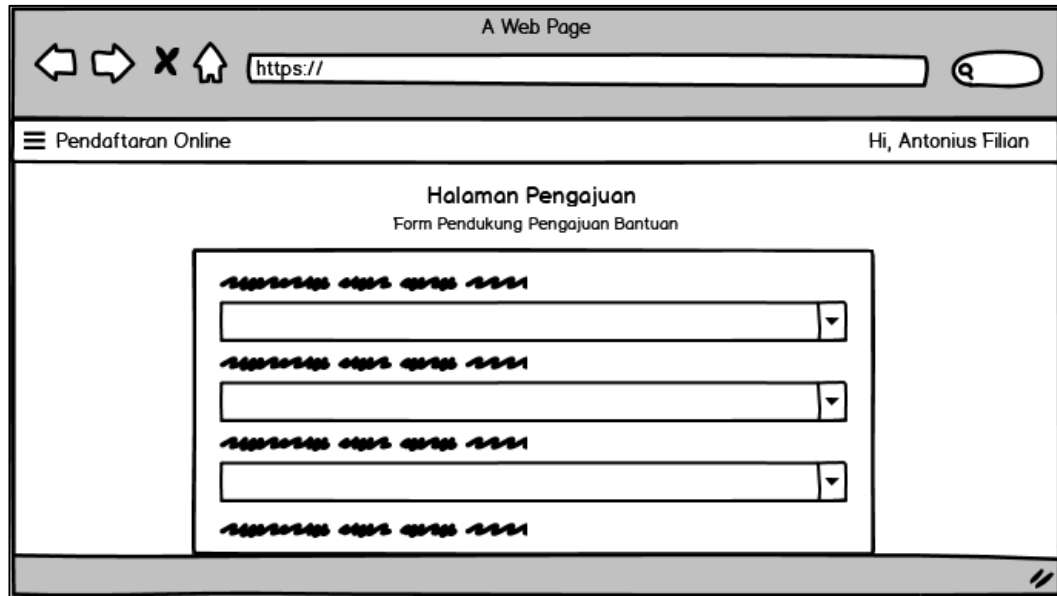 A Web Page
https://
Pendaftaran Online
Hi, Antonius Filian
Halaman Pengajuan
Form Pendukung Pengajuan Bantuan